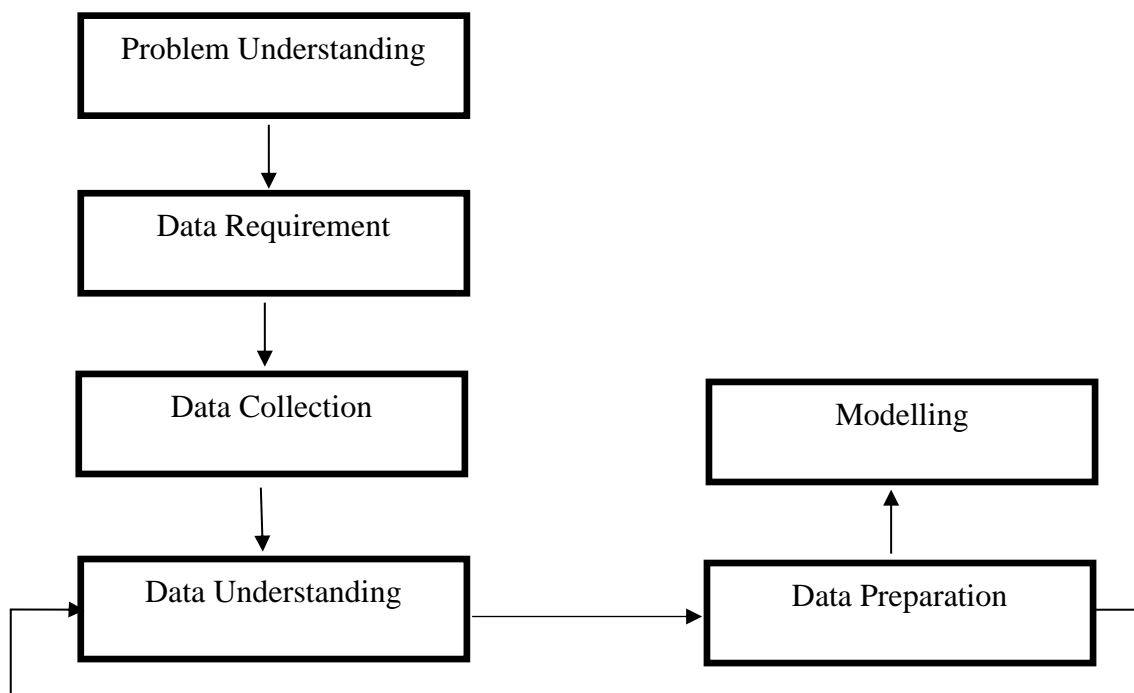 Problem Understanding
Data Requirement
Data Collection
Modelling
Data Understanding
Data Preparation